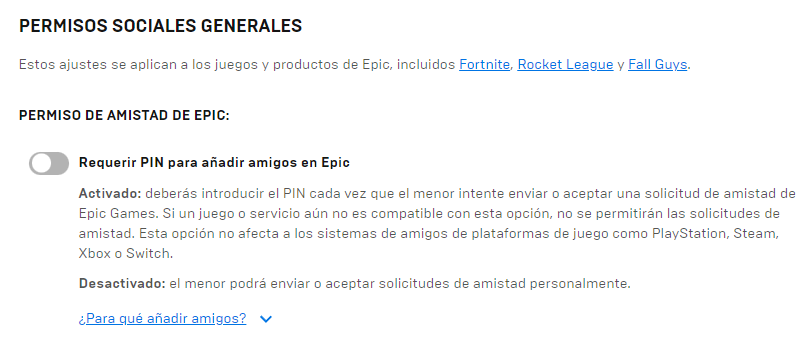 PERMISOS SOCIALES GENERALES
Estos ajustes se aplican a los juegos y productos de Epic, incluidos Fortnite, Rocket League y Fall Guys.
PERMISO DE AMISTAD DE EPIC:
Requerir PIN para añadir amigos en Epic
Activado: deberás introducir el PIN cada vez que el menor intente enviar o aceptar una solicitud de amistad de
Epic Games. Si un juego o servicio aún no es compatible con esta opción, no se permitirán las solicitudes de
amistad. Esta opción no afecta a los sistemas de amigos de plataformas de juego como PlayStation, Steam,
Xbox o Switch.
Desactivado: el menor podrá enviar o aceptar solicitudes de amistad personalmente.
¿Para qué añadir amigos?